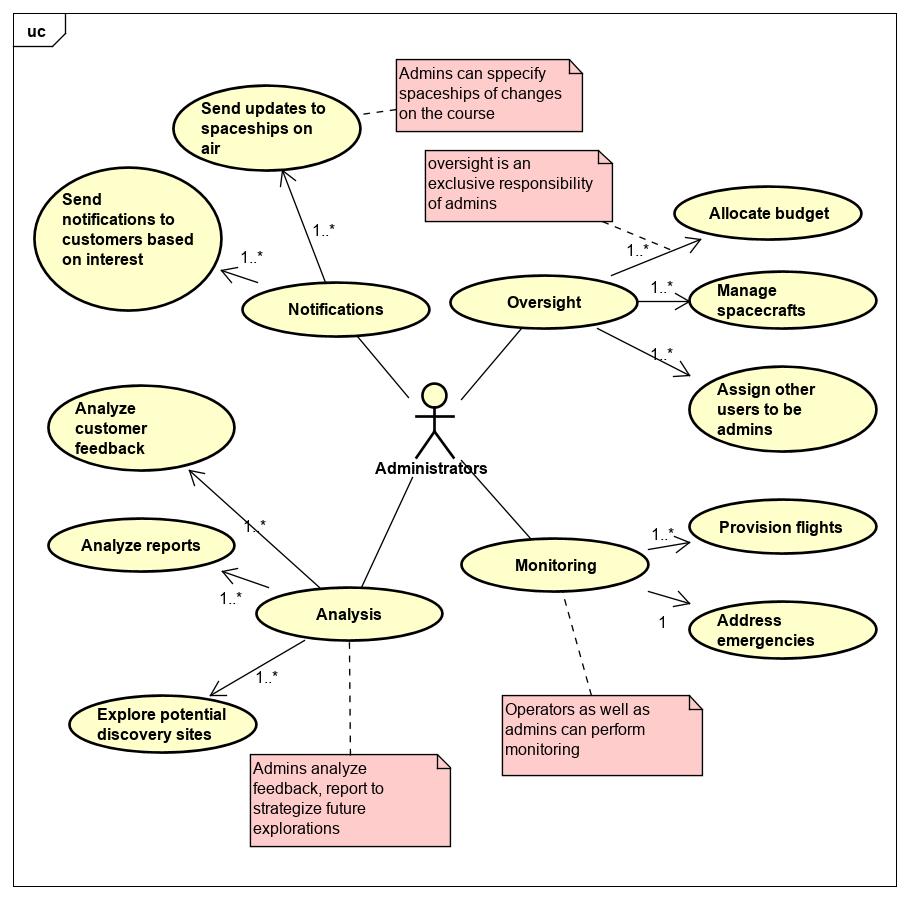 uc
Admins can sppecify
spaceships of changes
on the course
Send updates to
spaceships on
air
oversight is an
exclusive responsibility
of admins
Send
notifications to
customers based
on interest
1..*
1..*
Notifications
Oversight
1..*
Allocate budget
1..*
Manage
spacecrafts
1..*
Assign other
users to be
admins
Administrators
Analyze
customer
feedback
1..*
Analyze reports
1..*
Analysis
1..*
Explore potential
discovery sites
Monitoring
1..*
Provision flights
1
Address
emergencies
Operators as well as
admins can perform
monitoring
Admins analyze
feedback, report to
strategize future
explorations